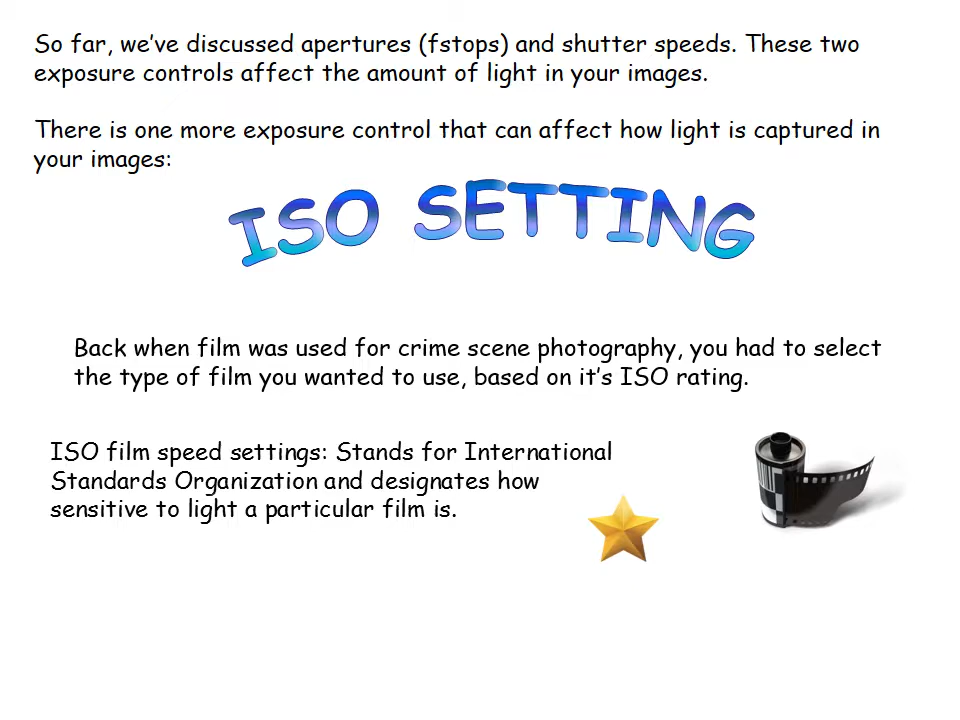 So far, we've discussed apertures (fstops) and shutter speeds. These two
exposure controls affect the amount of light in your images.
There is one more exposure control that can affect how light is captured in
your images:
ISO SETTING
Back when film was used for crime scene photography, you had to select
the type of film you wanted to use, based on it's ISO rating.
ISO film speed settings: Stands for International
Standards Organization and designates how
sensitive to light a particular film is.